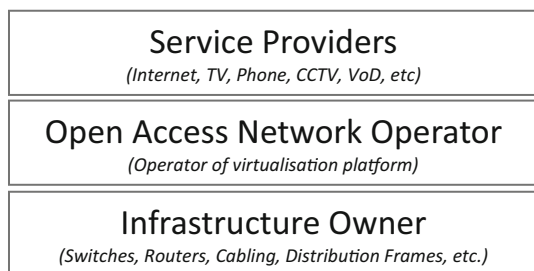 Service Providers
(Internet, TV, Phone, CCTV, VoD, etc)
Open Access Network Operator
(Operator of virtualisation platform)
Infrastructure Owner
(Switches, Routers, Cabling, Distribution Frames, etc.)